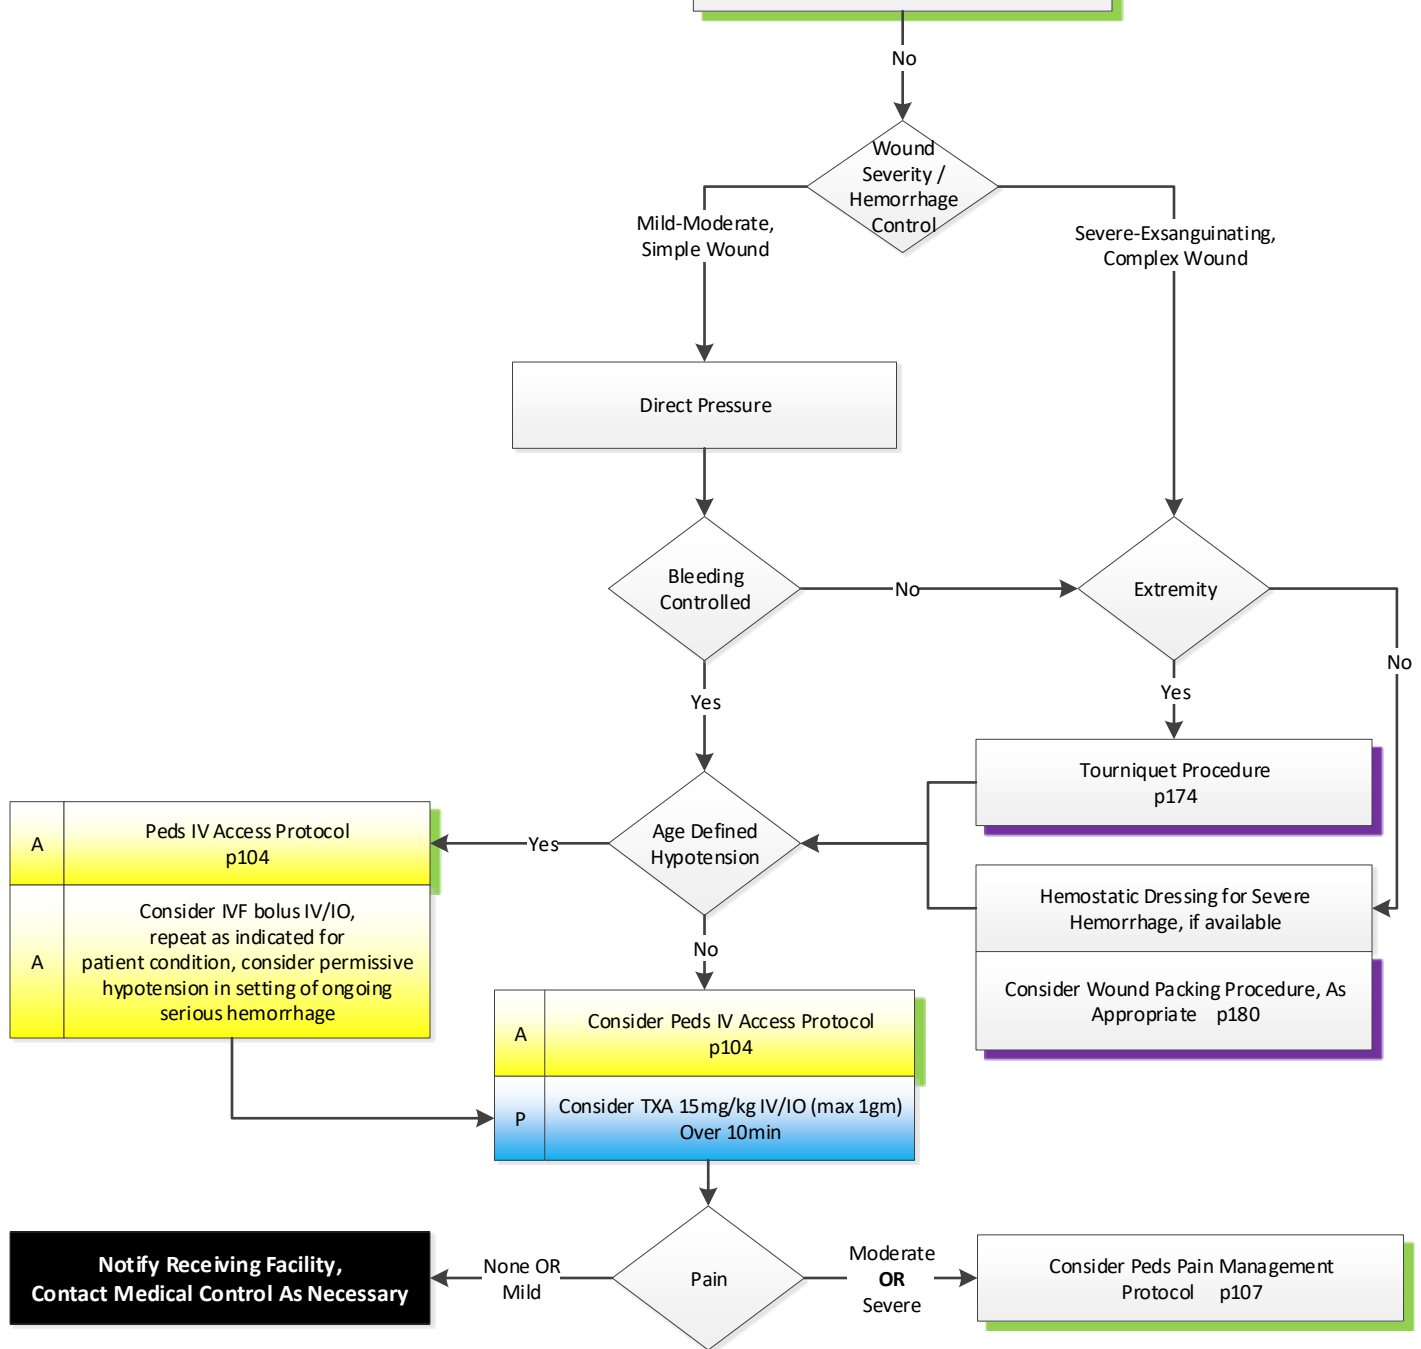 No
Wound
Severity /
Hemorrhage
Control
Mild-Moderate,
Simple Wound
Severe-Exsanguinating,
Complex Wound
Direct Pressure
Bleeding
Controlled
No
Extremity
No
Yes
Yes
Tourniquet Procedure
p174
A
Peds IV Access Protocol
p104
Yes
Age Defined
Hypotension
Hemostatic Dressing for Severe
Hemorrhage, if available
A
Consider IVF bolus IV/IO,
repeat as indicated for
patient condition, consider permissive
hypotension in setting of ongoing
serious hemorrhage
No
Consider Wound Packing Procedure, As
Appropriate p180
A
Consider Peds IV Access Protocol
p104
P
Consider TXA 15mg/kg IV/IO (max 1gm)
Over 10min
Notify Receiving Facility,
Contact Medical Control As Necessary
None OR
Mild
Pain
Moderate
OR
Severe
Consider Peds Pain Management
Protocol p107